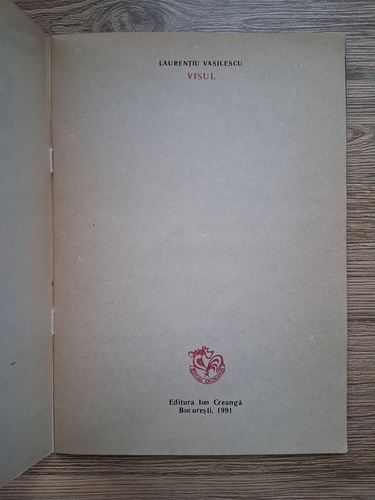 LAURENȚIU VASILESCU
VISUL
Editura Ion Creangă
București, 1991